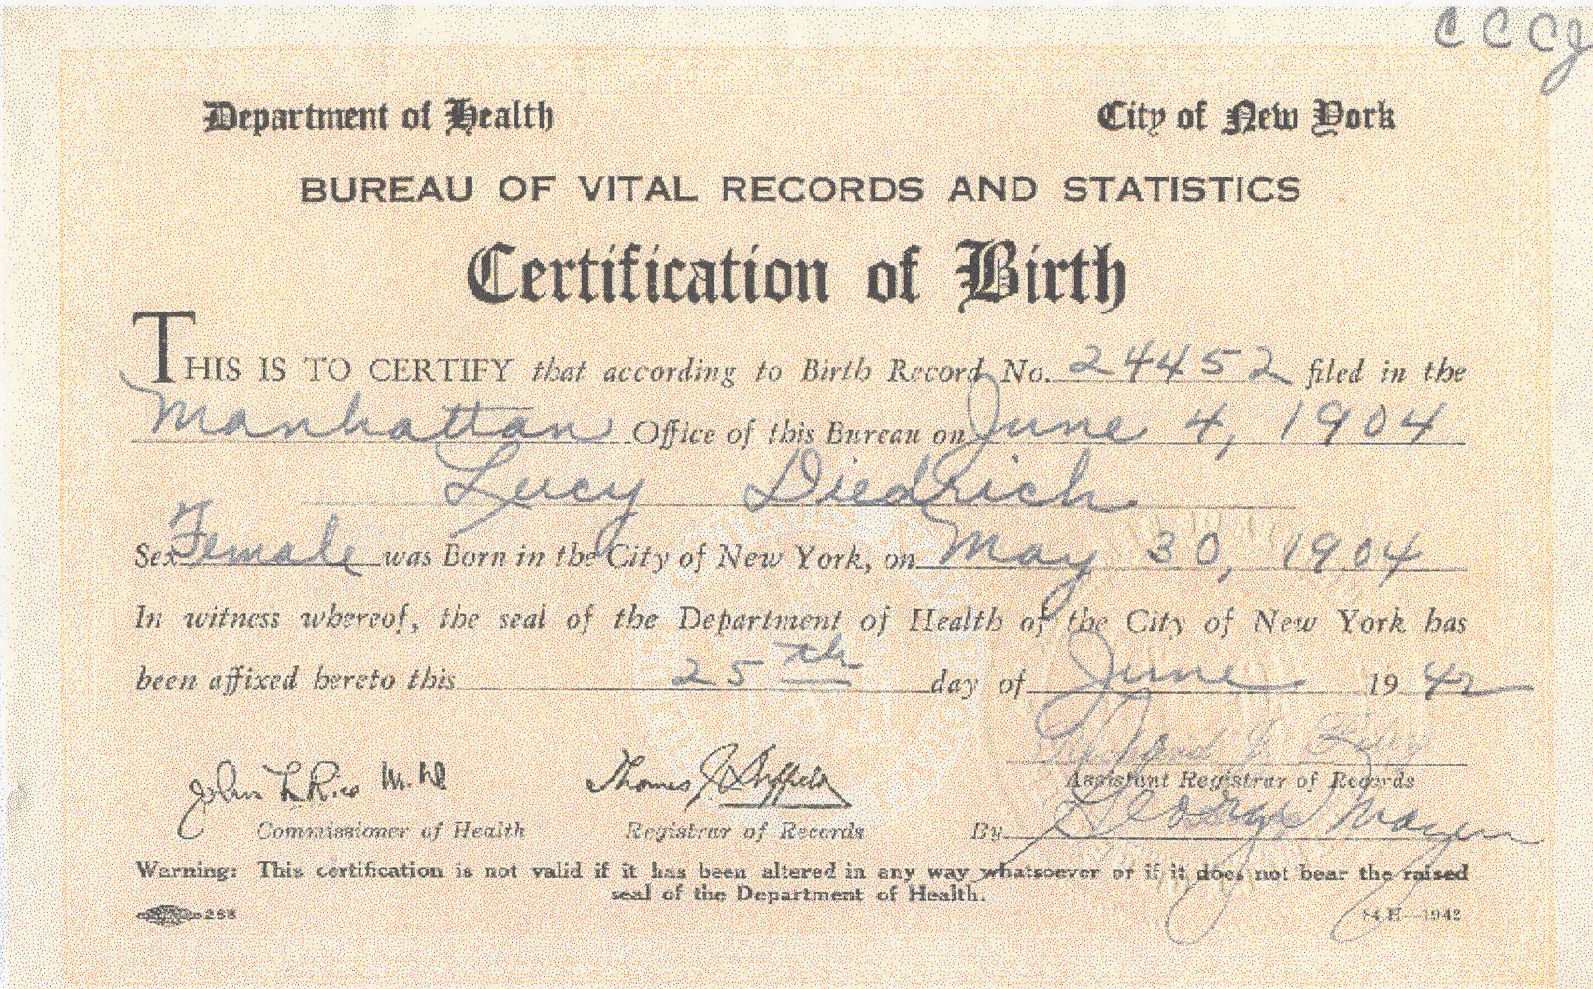 Department of Health City of New York
BUREAU OF VITAL RECORDS AND STATISTICS
Certification of Birth
THIS IS TO CERTIFY that according to Birth Record No. 24452 filed in the
Manhattan Office of this Bureau on June 4, 1904
Lucy Diedrich
Sex Female was Born in the City of New York, on May 30, 1904
In witness whereof, the seal of the Department of Health of the City of New York has
been affixed hereto this 25th day of June 1942
John L. Rice M.D. Thomas J.
Assistant Registrar of Records
Commissioner of Health Registrar of Records By George
Warning: This certification is not valid if it has been altered in any way whatsoever or if it does not bear the raised
seal of the Department of Health.
298